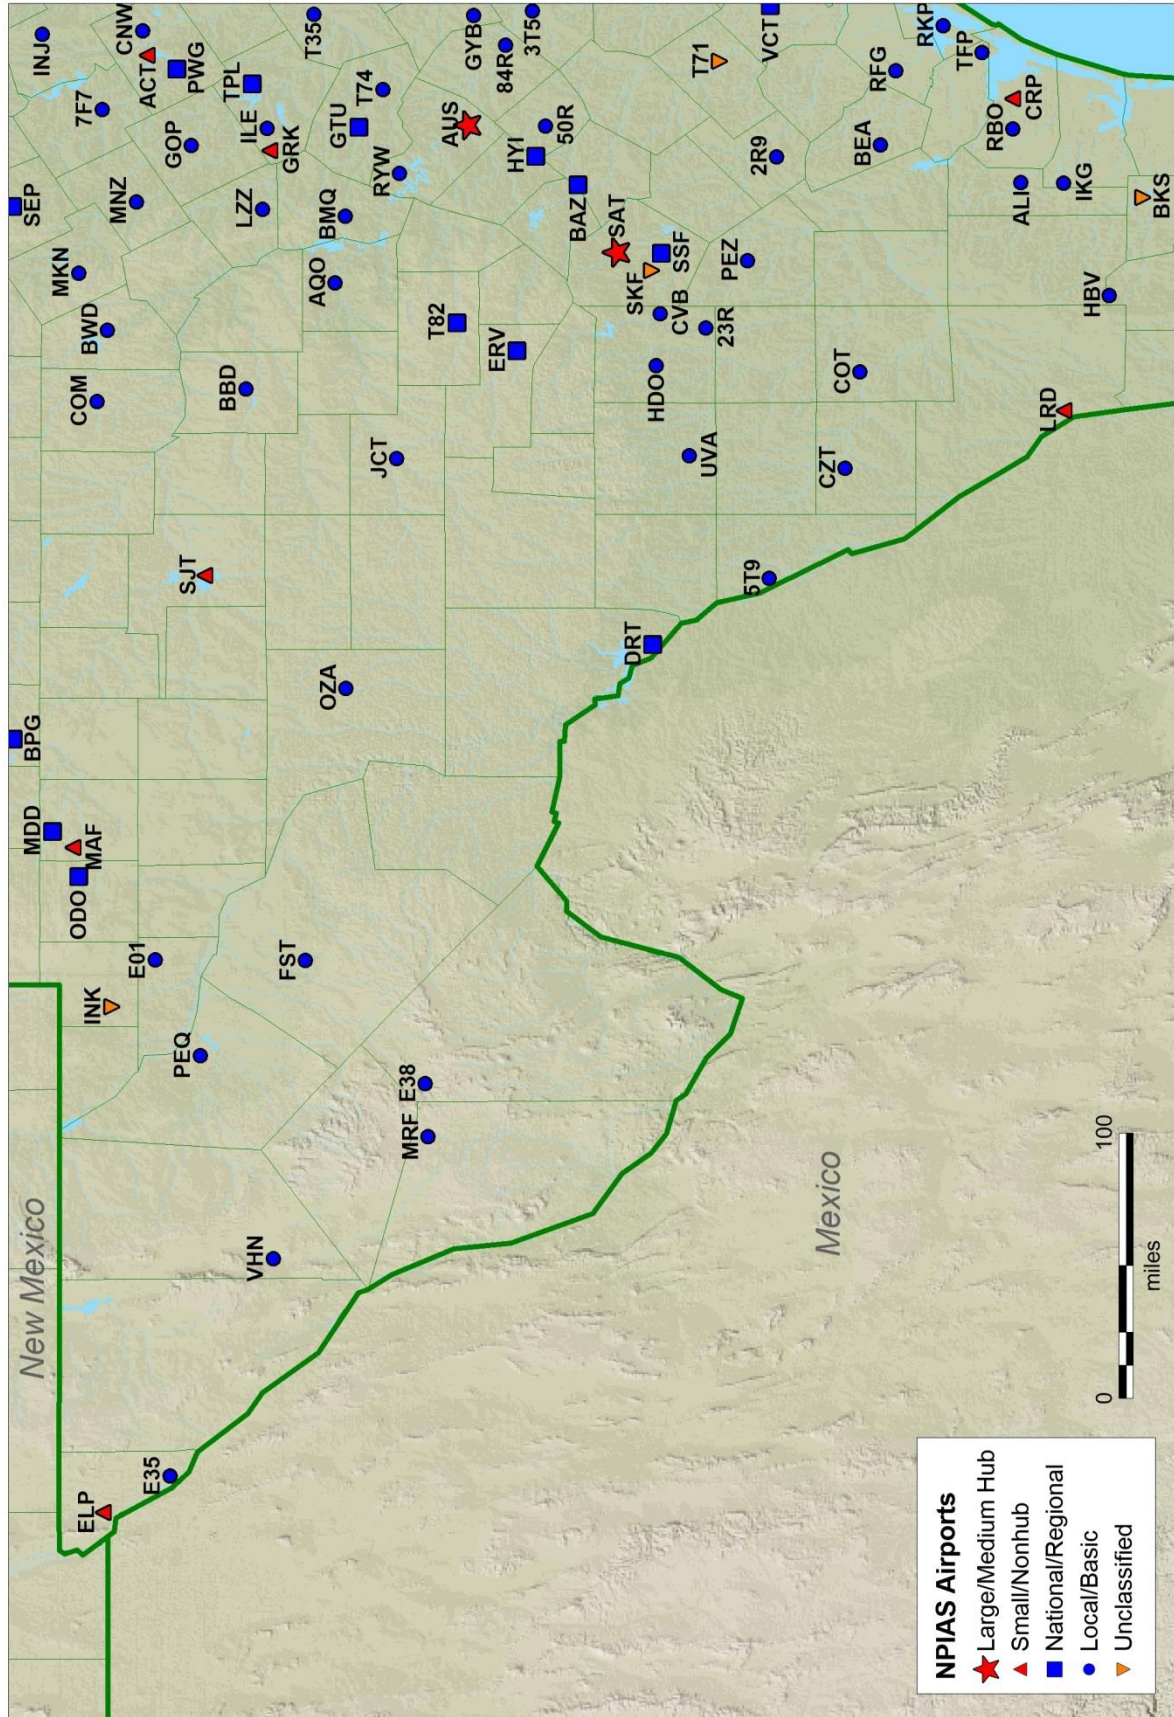 New Mexico
BPG
SEP
INJ
MDD
MKN
ODO
MAF
COM
BWD
7F7
CNW
ELP
INK
MNZ
ACT
E01
PWG
E35
GOP
PEQ
SJT
BBD
TPL
LZZ
ILE
GRK
VHN
FST
T35
AQO
OZA
BMQ
GTU
T74
JCT
RYW
MRF
E38
T82
AUS
GYB
84R
ERV
HYI
3T5
50R
BAZ
SAT
DRT
SKF
SSF
CVB
HDO
UVA
23R
PEZ
T71
5T9
2R9
VCT
Mexico
CZT
COT
BEA
RFG
RKP
TFP
RBO
CRP
ALI
LRD
IKG
HBV
BKS
NPIAS Airports
Large/Medium Hub
Small/Nonhub
National/Regional
Local/Basic
Unclassified
0
100
miles